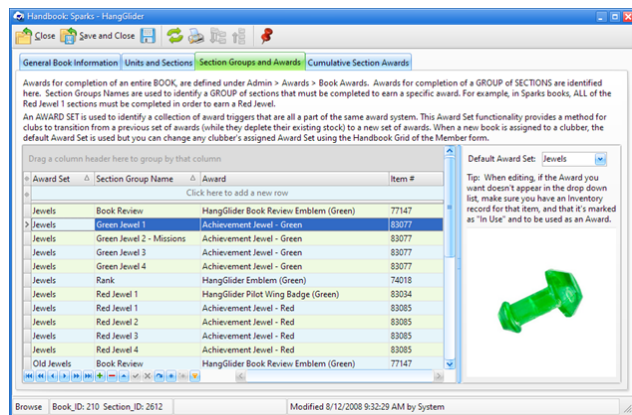 Handbook: Sparks - HangGlider
Close Save and Close
General Book Information Units and Sections Section Groups and Awards Cumulative Section Awards
Awards for completion of an entire BOOK, are defined under Admin > Awards > Book Awards. Awards for completion of a GROUP of SECTIONS are identified
here. Section Groups Names are used to identify a GROUP of sections that must be completed to earn a specific award. For example, in Sparks books, ALL of the
Red Jewel 1 sections must be completed in order to earn a Red Jewel.
An AWARD SET is used to identify a collection of award triggers that are all a part of the same award system. This Award Set functionality provides a method for
clubs to transition from a previous set of awards (while they deplete their existing stock) to a new set of awards. When a new book is assigned to a clubber, the
default Award Set is used but you can change any clubber's assigned Award Set using the Handbook Grid of the Member form.
Drag a column header here to group by that column
Award Set Section Group Name Award Item #
Click here to add a new row
Jewels Book Review HangGlider Book Review Emblem (Green) 77147
Jewels Green Jewel 1 Achievement Jewel - Green 83077
Jewels Green Jewel 2 - Missions Achievement Jewel - Green 83077
Jewels Green Jewel 3 Achievement Jewel - Green 83077
Jewels Green Jewel 4 Achievement Jewel - Green 83077
Jewels Rank HangGlider Emblem (Green) 74018
Jewels Red Jewel 1 HangGlider Pilot Wing Badge (Green) 83034
Jewels Red Jewel 1 Achievement Jewel - Red 83085
Jewels Red Jewel 2 Achievement Jewel - Red 83085
Jewels Red Jewel 3 Achievement Jewel - Red 83085
Jewels Red Jewel 4 Achievement Jewel - Red 83085
Old Jewels Book Review HangGlider Book Review Emblem (Green) 77147
Default Award Set: Jewels
Tip: When editing, if the Award you
want doesn't appear in the drop down
list, make sure you have an Inventory
record for that item, and that it's marked
as "In Use" and to be used as an Award.
Browse Book_ID: 210 Section_ID: 2612 Modified 8/12/2008 9:32:29 AM by System